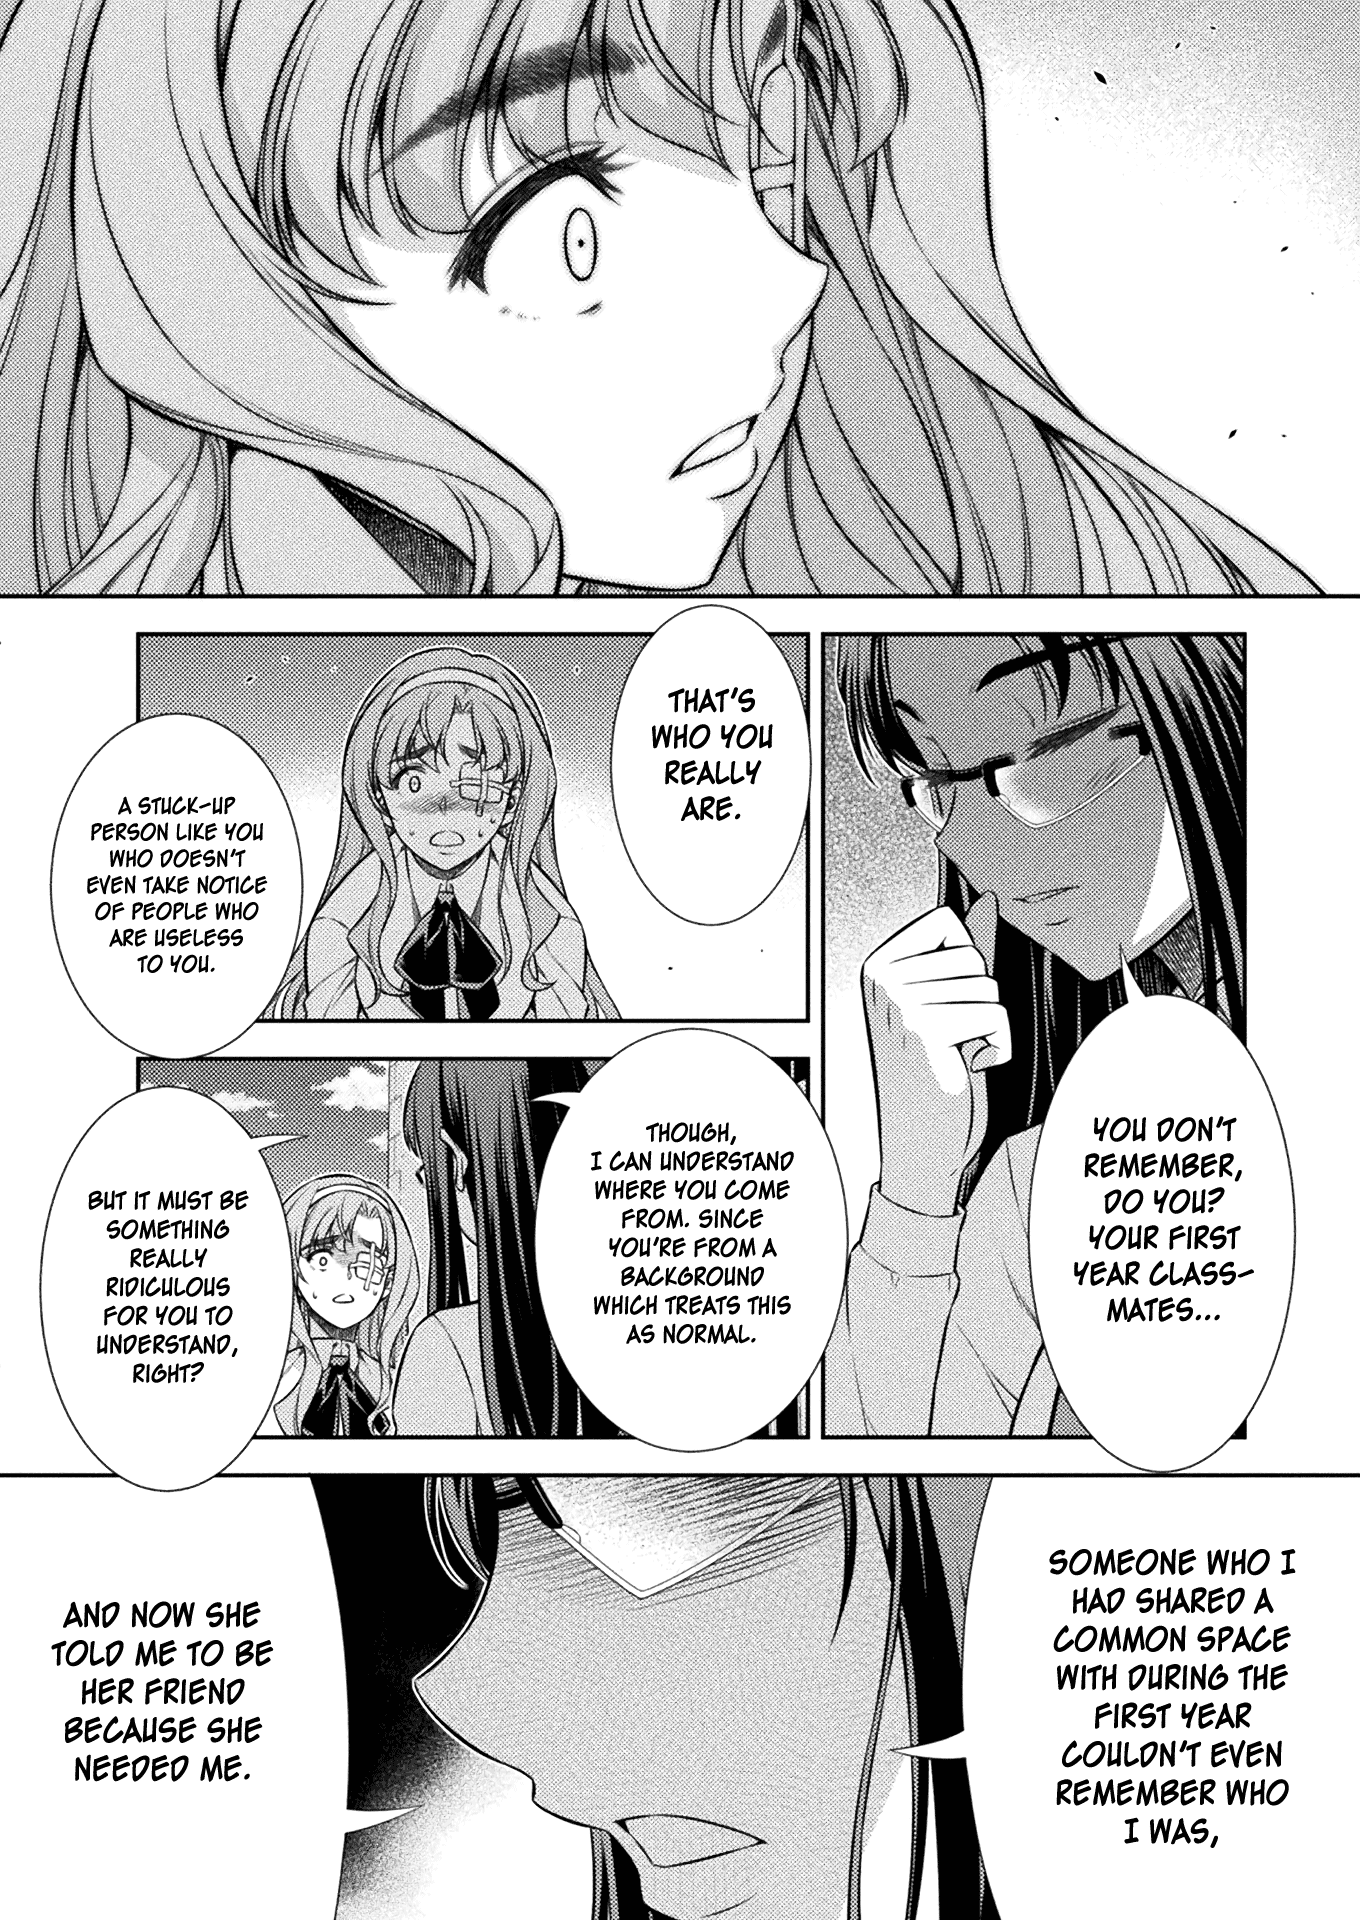 YOU DON'T
REMEMBER,
DO YOU?
YOUR FIRST
YEAR CLASS-
MATES...
THAT'S
WHO YOU
REALLY
ARE.
A STUCK-UP
PERSON LIKE YOU
WHO DOESN'T
EVEN TAKE NOTICE
OF PEOPLE WHO
ARE USELESS
TO YOU.
THOUGH,
I CAN UNDERSTAND
WHERE YOU COME
FROM. SINCE
YOU'RE FROM A
BACKGROUND
WHICH TREATS THIS
AS NORMAL.
BUT IT MUST BE
SOMETHING
REALLY
RIDICULOUS
FOR YOU TO
UNDERSTAND,
RIGHT?
SOMEONE WHO I
HAD SHARED A
COMMON SPACE
WITH DURING THE
FIRST YEAR
COULDN'T EVEN
REMEMBER WHO
I WAS,
AND NOW SHE
TOLD ME TO BE
HER FRIEND
BECAUSE SHE
NEEDED ME.